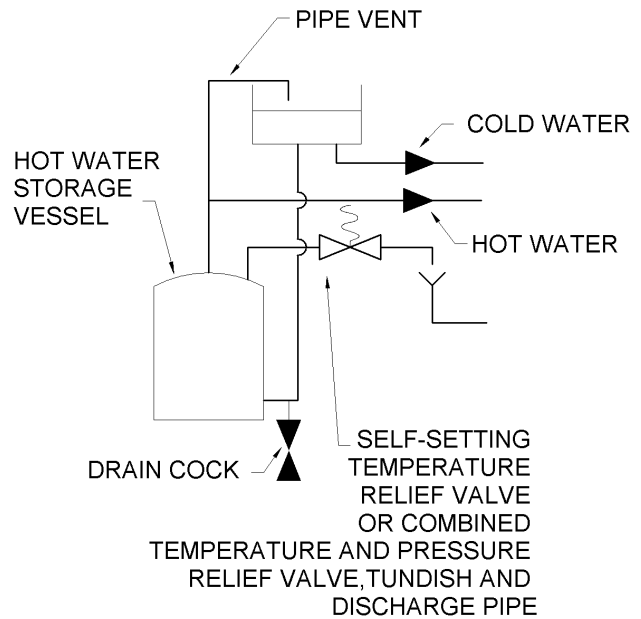 PIPE VENT
COLD WATER
HOT WATER
STORAGE
VESSEL
HOT WATER
DRAIN COCK
SELF-SETTING
TEMPERATURE
RELIEF VALVE
OR COMBINED
TEMPERATURE AND PRESSURE
RELIEF VALVE,TUNDISH AND
DISCHARGE PIPE